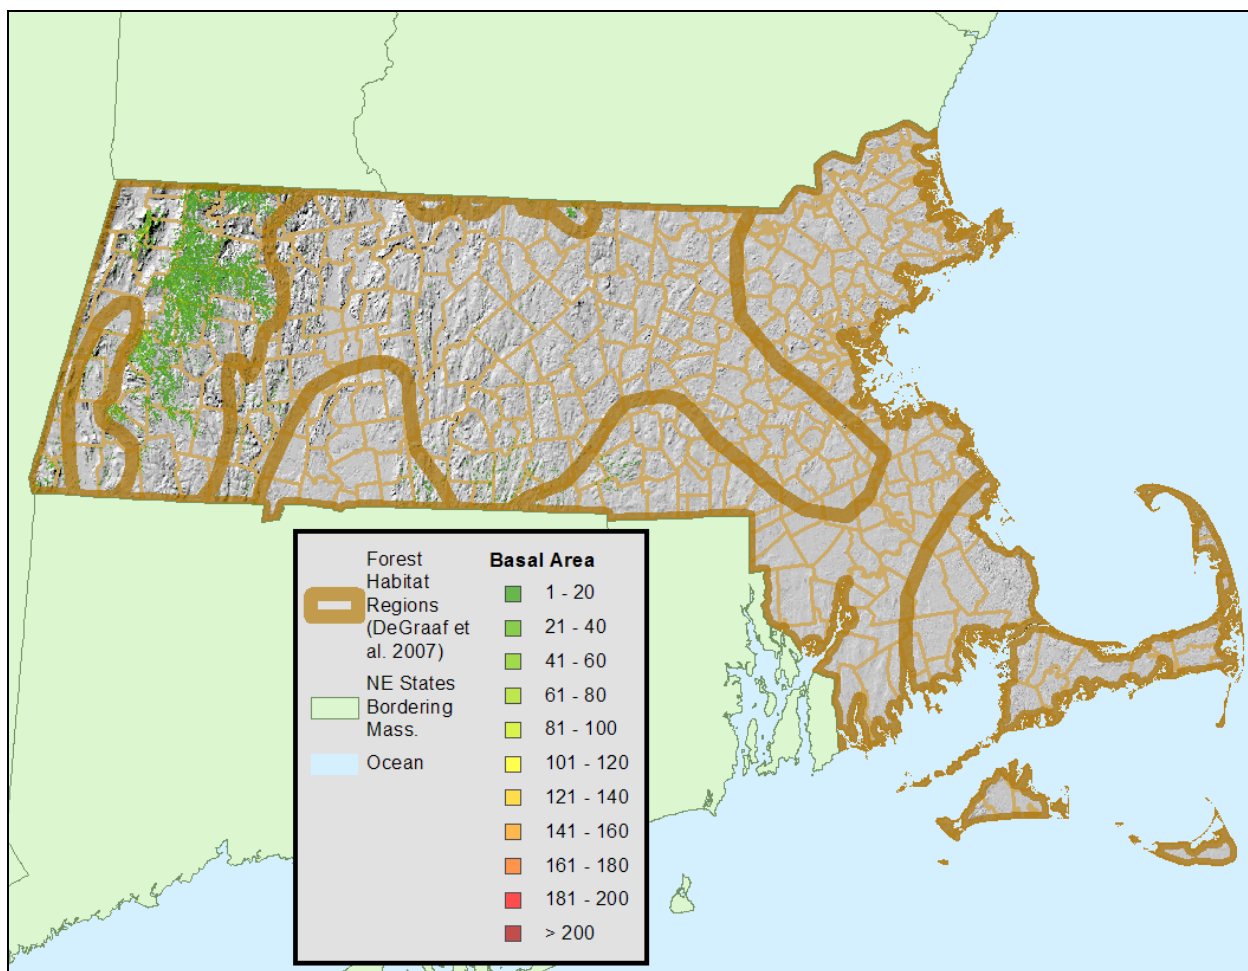 Forest
Habitat
Regions
(DeGraaf et
al. 2007)
NE States
Bordering
Mass.
Ocean
Basal Area
1 - 20
21 - 40
41 - 60
61 - 80
81 - 100
101 - 120
121 - 140
141 - 160
161 - 180
181 - 200
> 200